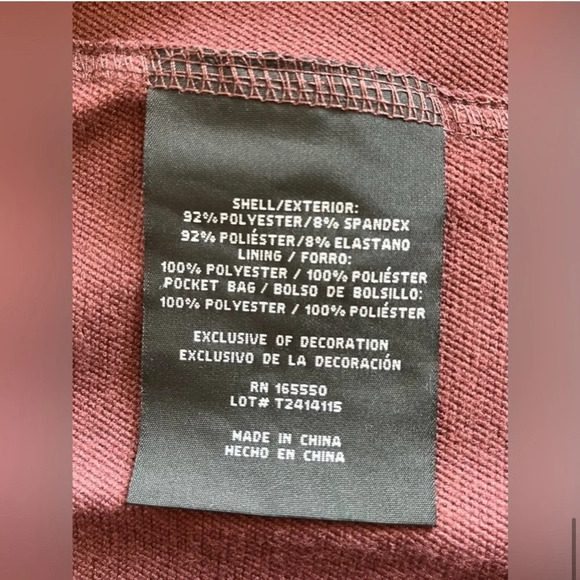 SHELL/EXTERIOR:
92% POLYESTER/8% SPANDEX
92% POLIÉSTER/8% ELASTANO
LINING / FORRO:
100% POLYESTER / 100% POLIÉSTER
POCKET BAG / BOLSO DE BOLSILLO:
100% POLYESTER / 100% POLIÉSTER
EXCLUSIVE OF DECORATION
EXCLUSIVO DE LA DECORACIÓN
RN 165550
LOT# T2414115
MADE IN CHINA
HECHO EN CHINA